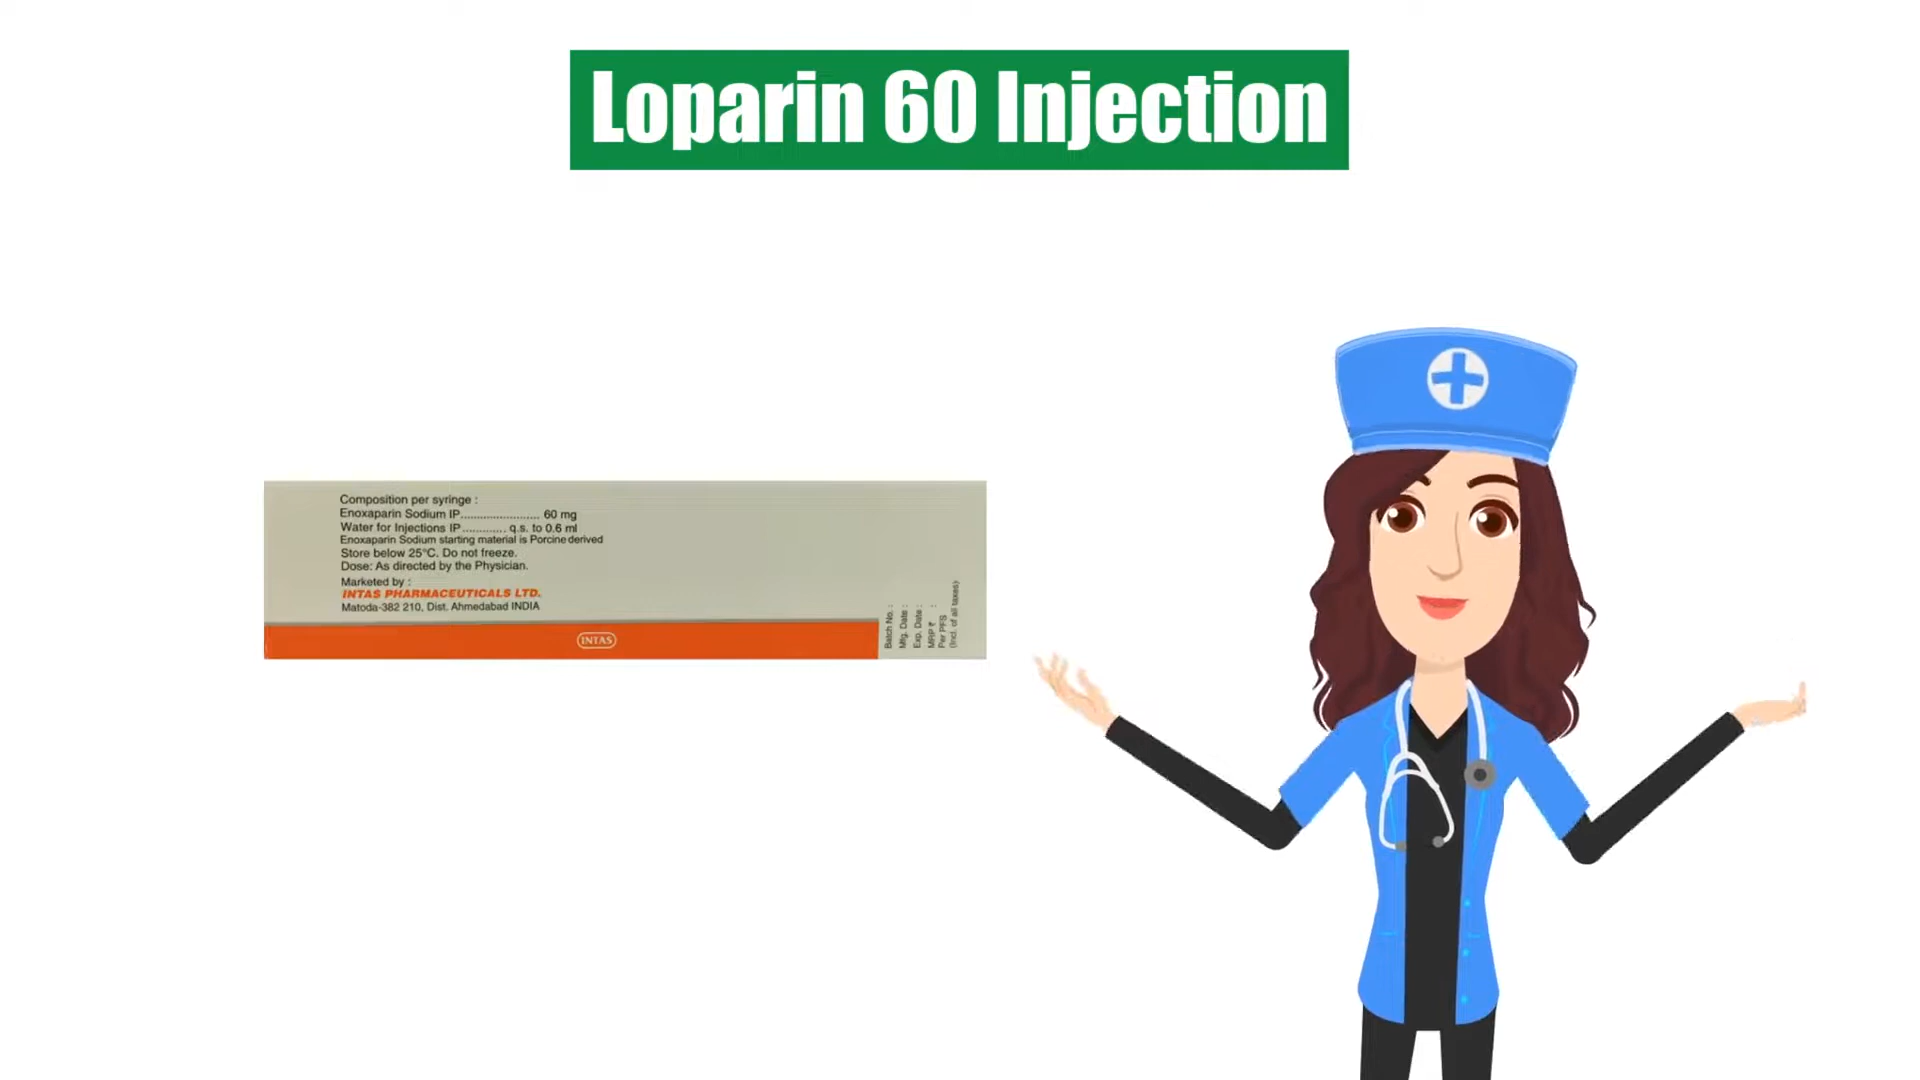 Loparin 60 Injection
Composition per syringe :
Enoxaparin Sodium IP........................ 60 mg
Water for Injections IP............. q.s. to 0.6 ml
Enoxaparin Sodium starting material is Porcine derived
Store below 25°C. Do not freeze.
Dose: As directed by the Physician.
Marketed by :
INTAS PHARMACEUTICALS LTD.
Matoda-382 210, Dist. Ahmedabad INDIA
INTAS
Batch No. :
Mfg. Date :
Exp. Date :
MRP ₹ :
Per PFS
(Incl. of all taxes)